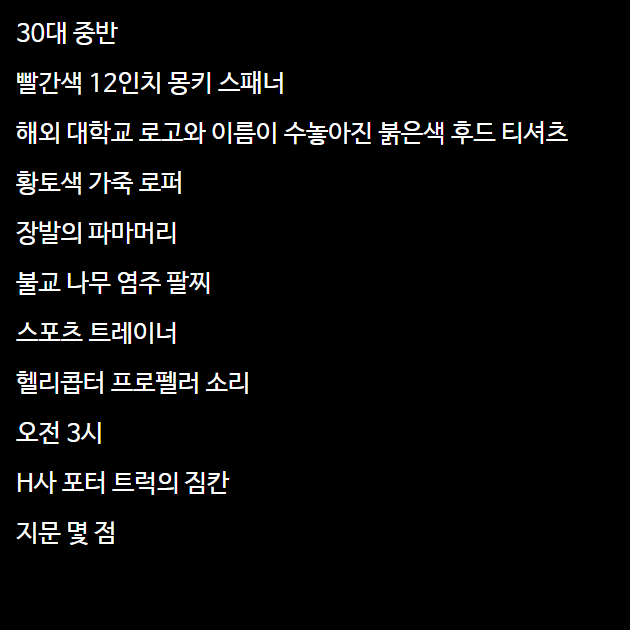 30대 중반
빨간색 12인치 몽키 스패너
해외 대학교 로고와 이름이 수놓아진 붉은색 후드 티셔츠
황토색 가죽 로퍼
장발의 파마머리
불교 나무 염주 팔찌
스포츠 트레이너
헬리콥터 프로펠러 소리
오전 3시
H사 포터 트럭의 짐칸
지문 몇 점